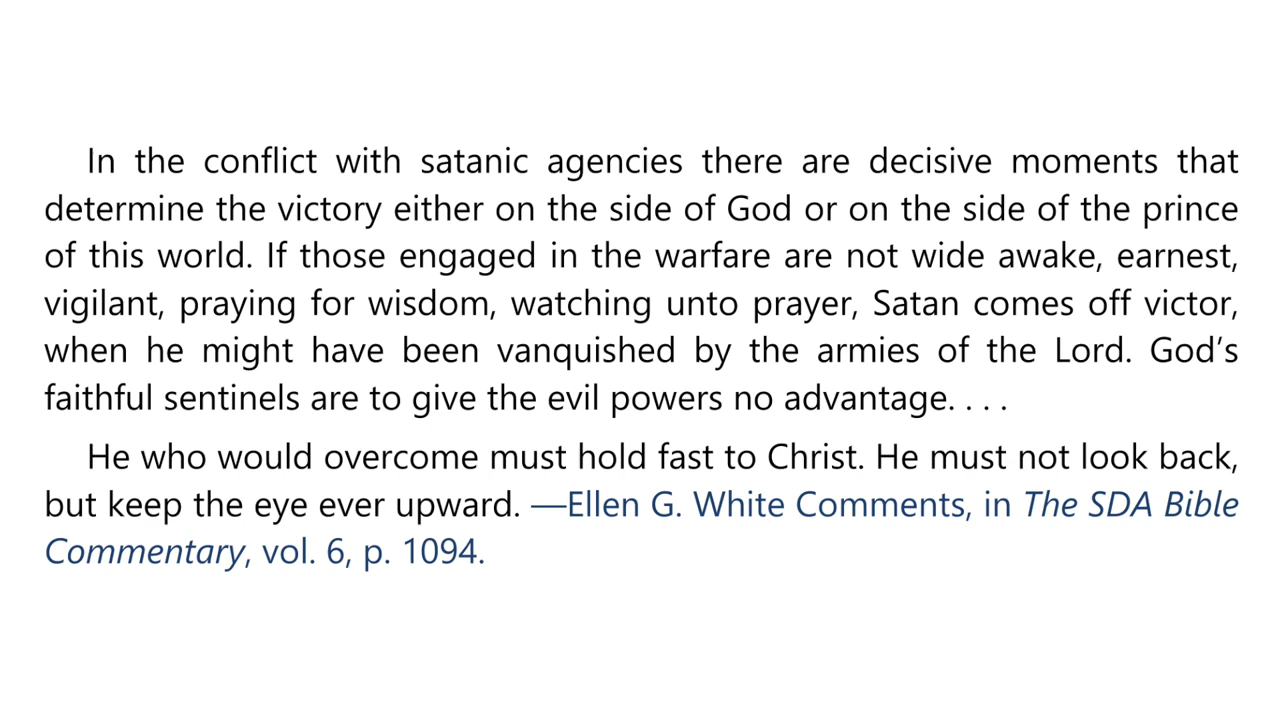 In the conflict with satanic agencies there are decisive moments that
determine the victory either on the side of God or on the side of the prince
of this world. If those engaged in the warfare are not wide awake, earnest,
vigilant, praying for wisdom, watching unto prayer, Satan comes off victor,
when he might have been vanquished by the armies of the Lord. God’s
faithful sentinels are to give the evil powers no advantage. . . .
He who would overcome must hold fast to Christ. He must not look back,
but keep the eye ever upward. —Ellen G. White Comments, in The SDA Bible
Commentary, vol. 6, p. 1094.